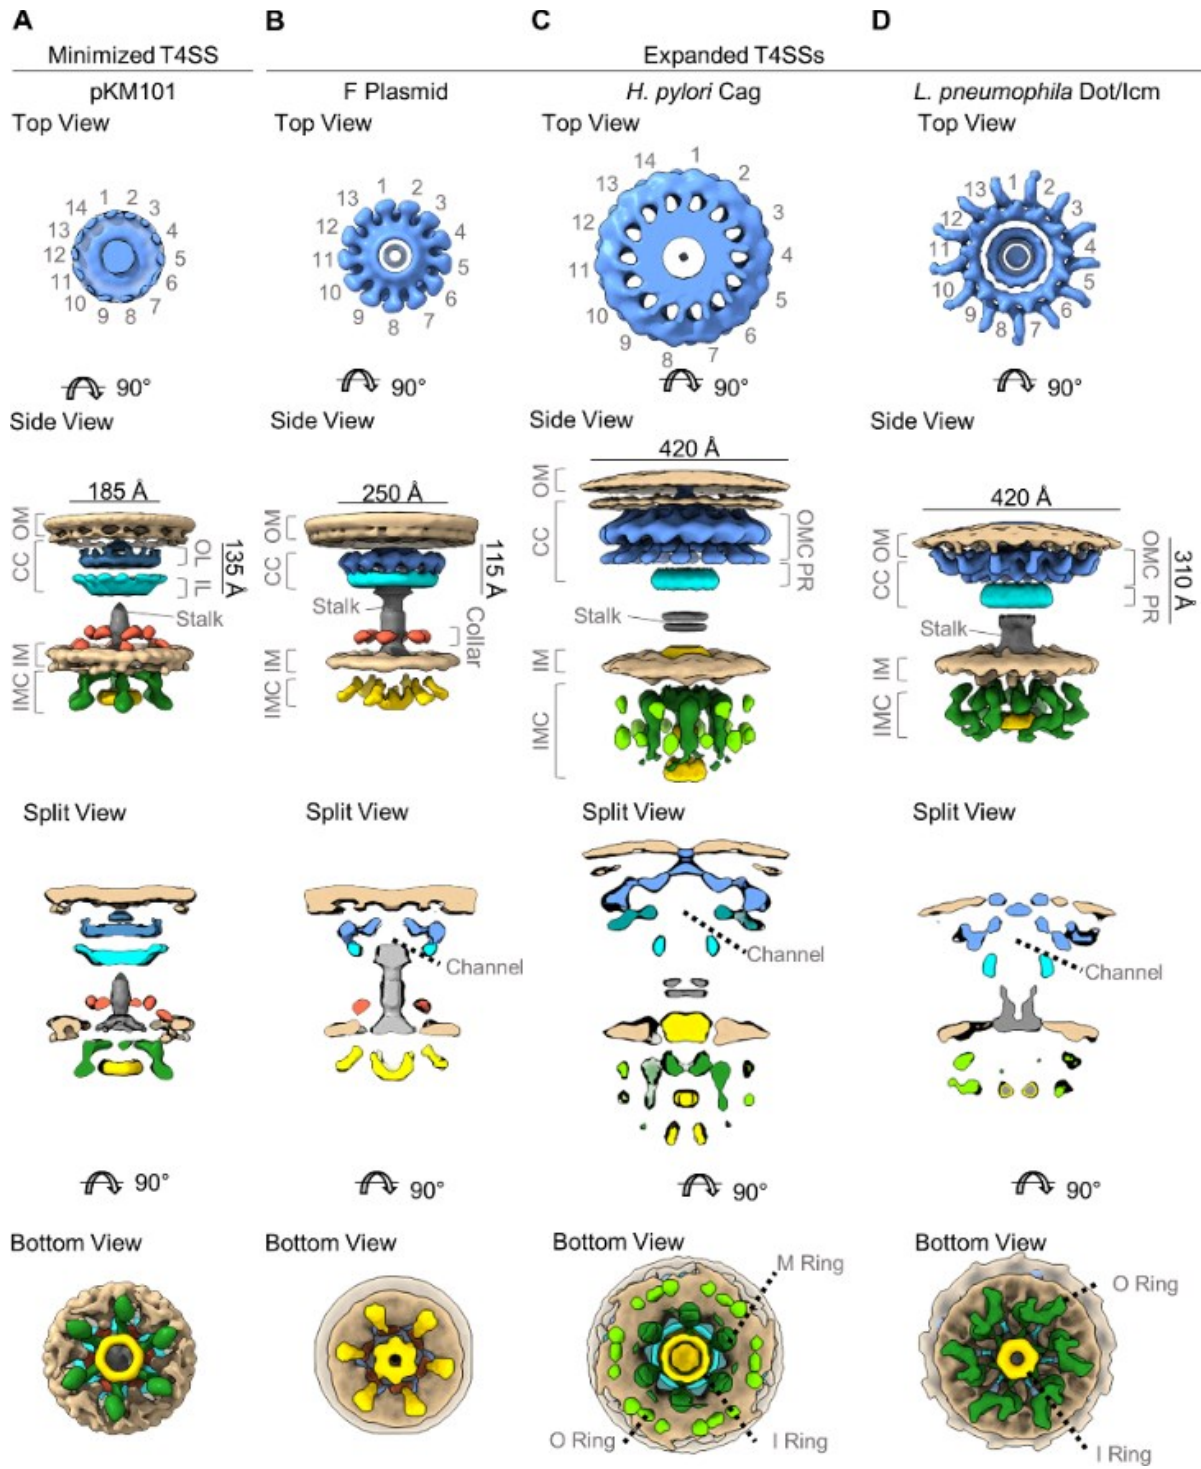 A B C D
Minimized T4SS Expanded T4SSs
pKM101 F Plasmid H. pylori Cag L. pneumophila Dot/Icm
Top View Top View Top View Top View
1 2 3 4 5 6 7 8 9 10 11 12 13 14
1 2 3 4 5 6 7 8 9 10 11 12 13
1 2 3 4 5 6 7 8 9 10 11 12 13 14
1 2 3 4 5 6 7 8 9 10 11 12 13
90° 90° 90° 90°
Side View Side View Side View Side View
185 Å
OM
CC
OL
IL
135 Å
Stalk
IM
IMC
250 Å
OM
CC
115 Å
Stalk
Collar
IM
IMC
420 Å
OM
CC
OMC
PR
Stalk
IM
IMC
420 Å
OM
CC
OMC
PR
310 Å
Stalk
IM
IMC
Split View Split View Split View Split View
Channel Channel Channel
90° 90° 90° 90°
Bottom View Bottom View Bottom View Bottom View
M Ring
O Ring
I Ring
O Ring
I Ring